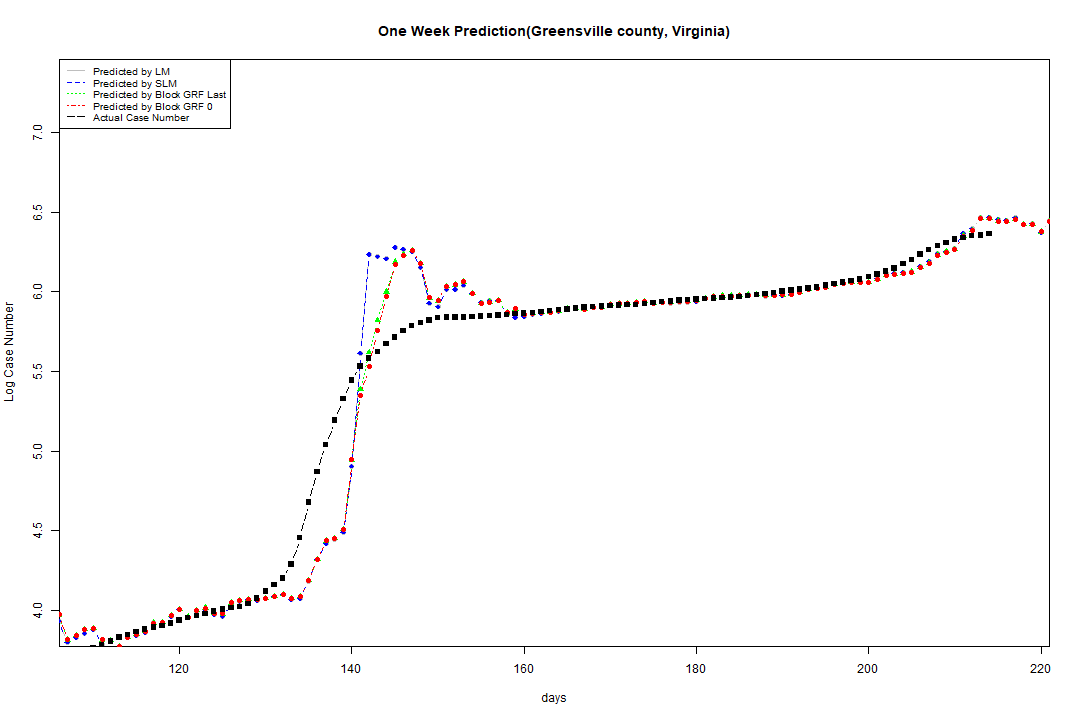 One Week Prediction(Greensville county, Virginia)
Predicted by LM
Predicted by SLM
Predicted by Block GRF Last
Predicted by Block GRF 0
Actual Case Number
7.0
6.5
6.0
5.5
5.0
4.5
4.0
Log Case Number
120 140 160 180 200 220
days